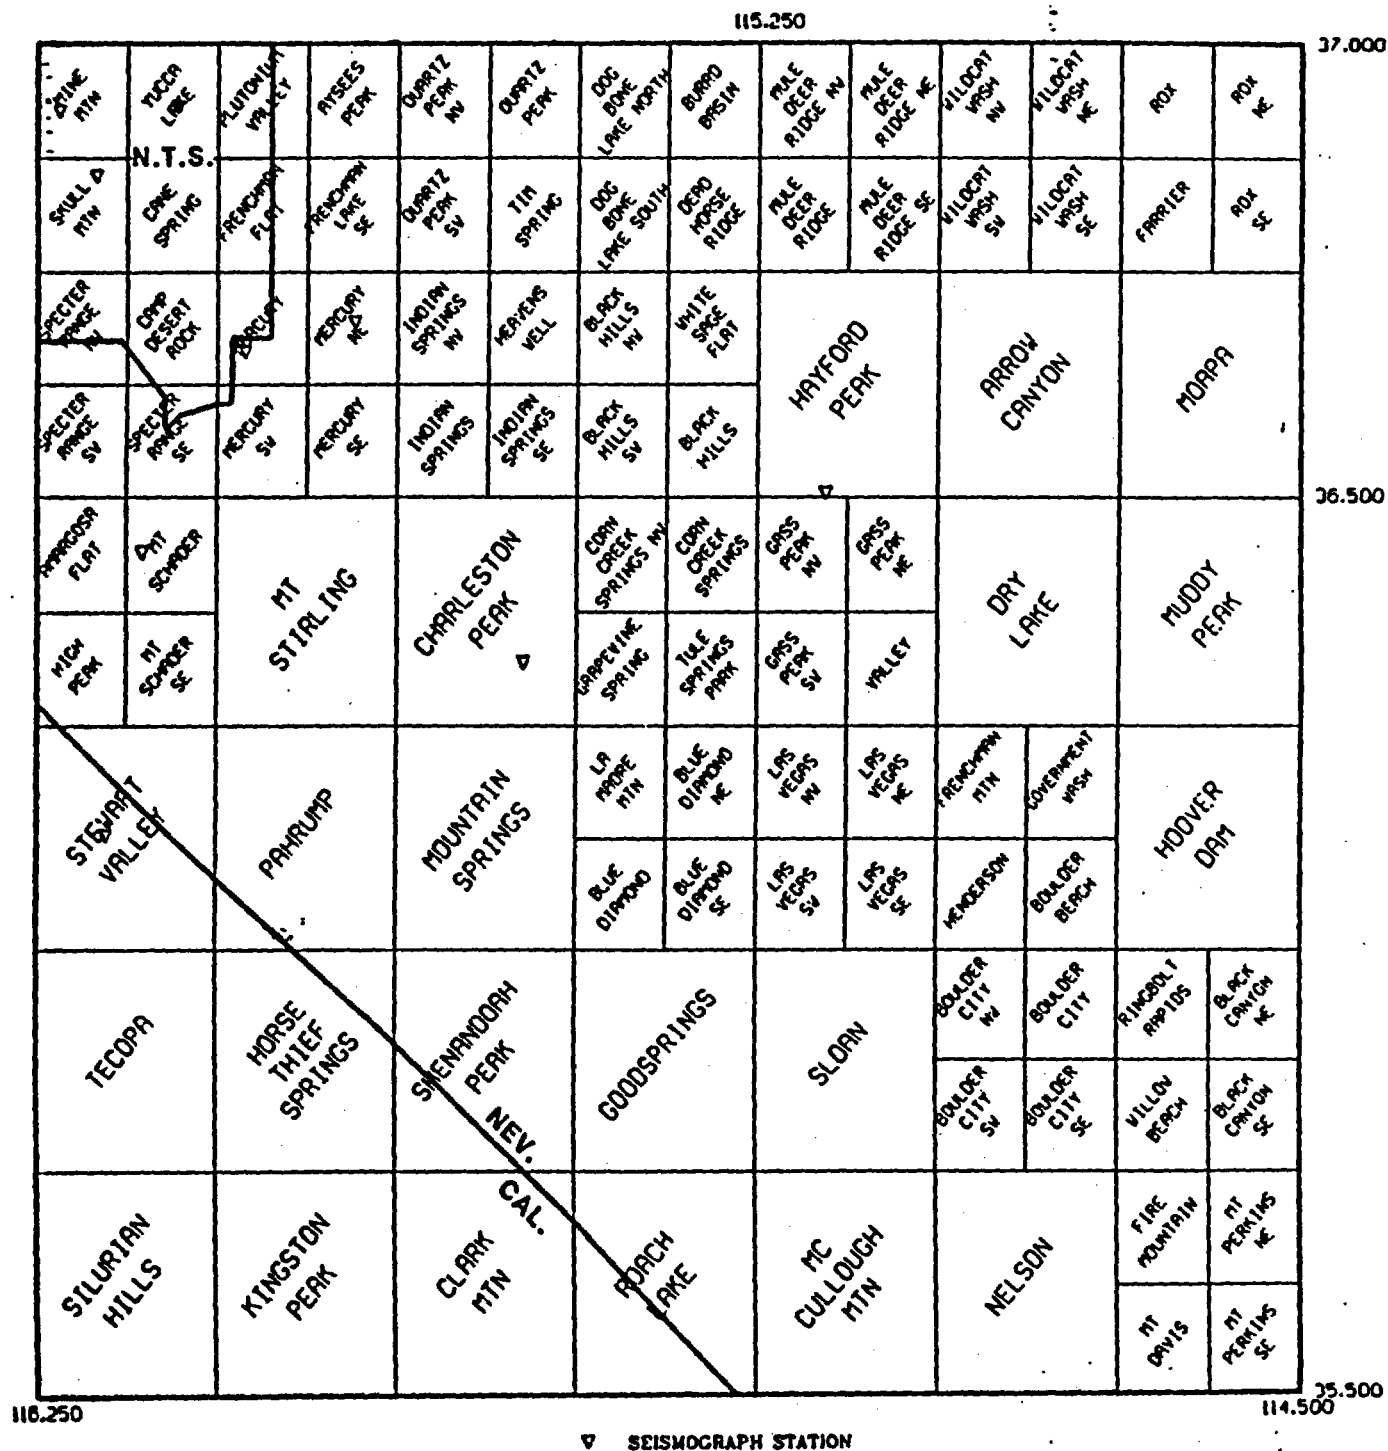 115.250
37.000
MINE
MTN
YUCCA
LAKE
PLUTONIUM
VALLEY
AYSEES
PEAK
QUARTZ
PEAK
NW
QUARTZ
PEAK
DOG
BONE
LAKE NORTH
BURRO
BASIN
MULE
DEER
RIDGE NW
MULE
DEER
RIDGE NE
WILDCAT
WASH
NW
WILDCAT
WASH
NE
ROX
ROX
NE
N.T.S.
SKULL
MTN
CANE
SPRING
FRENCHMAN
FLAT
FRENCHMAN
LAKE
SE
QUARTZ
PEAK
SW
TIM
SPRING
DOG
BONE
LAKE SOUTH
DEAD
HORSE
RIDGE
MULE
DEER
RIDGE
MULE
DEER
RIDGE SE
WILDCAT
WASH
SW
WILDCAT
WASH
SE
FARRIER
ROX
SE
SPECTER
RANGE
NW
CAMP
DESERT
ROCK
MERCURY
MERCURY
NE
INDIAN
SPRINGS
NW
HEAVENS
WELL
BLACK
HILLS
NW
WHITE
SAGE
FLAT
HAYFORD
PEAK
ARROW
CANYON
MOAPA
SPECTER
RANGE
SW
SPECTER
RANGE
SE
MERCURY
SW
MERCURY
SE
INDIAN
SPRINGS
INDIAN
SPRINGS
SE
BLACK
HILLS
SW
BLACK
HILLS
36.500
AMARGOSA
FLAT
MT
SCHADER
MT
STIRLING
CHARLESTON
PEAK
CORN
CREEK
SPRINGS NW
CORN
CREEK
SPRINGS
GASS
PEAK
NW
GASS
PEAK
NE
DRY
LAKE
MUDDY
PEAK
HIGH
PEAK
MT
SCHADER
SE
GRAPEVINE
SPRING
TULE
SPRINGS
PARK
GASS
PEAK
SW
VALLEY
STEWART
VALLEY
PAHRUMP
MOUNTAIN
SPRINGS
LA
MADRE
MTN
BLUE
DIAMOND
NE
LAS
VEGAS
NW
LAS
VEGAS
NE
FRENCHMAN
MTN
GOVERNMENT
WASH
HOOVER
DAM
BLUE
DIAMOND
BLUE
DIAMOND
SE
LAS
VEGAS
SW
LAS
VEGAS
SE
HENDERSON
BOULDER
BEACH
TECOPA
HORSE
THIEF
SPRINGS
SHENANDOAH
PEAK
GOODSPRINGS
SLOAN
BOULDER
CITY
NW
BOULDER
CITY
RINGBOLT
RAPIDS
BLACK
CANYON
NE
BOULDER
CITY
SW
BOULDER
CITY
SE
WILLOW
BEACH
BLACK
CANYON
SE
NEV.
CAL.
SILURIAN
HILLS
KINGSTON
PEAK
CLARK
MTN
ROACH
LAKE
MC
CULLOUGH
MTN
NELSON
FIRE
MOUNTAIN
MT
PERKINS
NE
MT
DAVIS
MT
PERKINS
SE
35.500
116.250
114.500
SEISMOGRAPH STATION